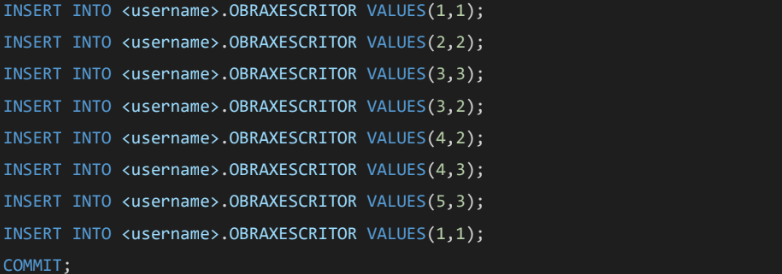 INSERT INTO <username>.OBRAXESCRITOR VALUES(1,1);
INSERT INTO <username>.OBRAXESCRITOR VALUES(2,2);
INSERT INTO <username>.OBRAXESCRITOR VALUES(3,3);
INSERT INTO <username>.OBRAXESCRITOR VALUES(3,2);
INSERT INTO <username>.OBRAXESCRITOR VALUES(4,2);
INSERT INTO <username>.OBRAXESCRITOR VALUES(4,3);
INSERT INTO <username>.OBRAXESCRITOR VALUES(5,3);
INSERT INTO <username>.OBRAXESCRITOR VALUES(1,1);
COMMIT;